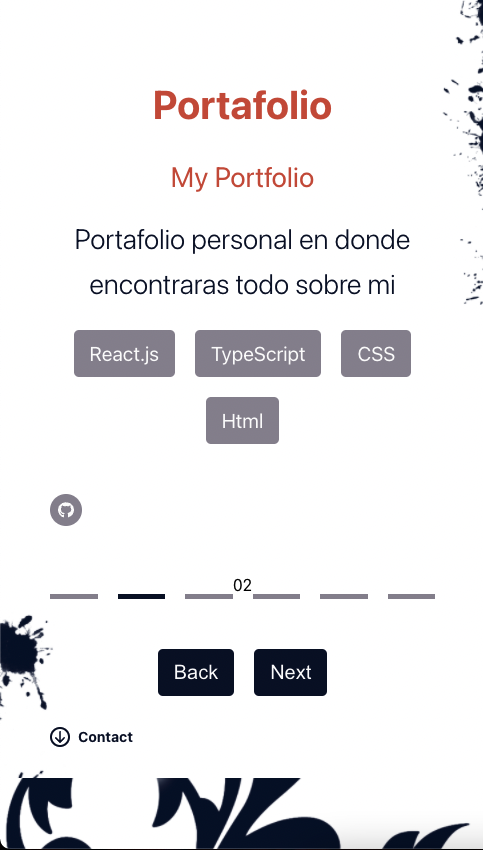 Portafolio
My Portfolio
Portafolio personal en donde
encontraras todo sobre mi
React.js TypeScript CSS
Html
02
Back Next
Contact